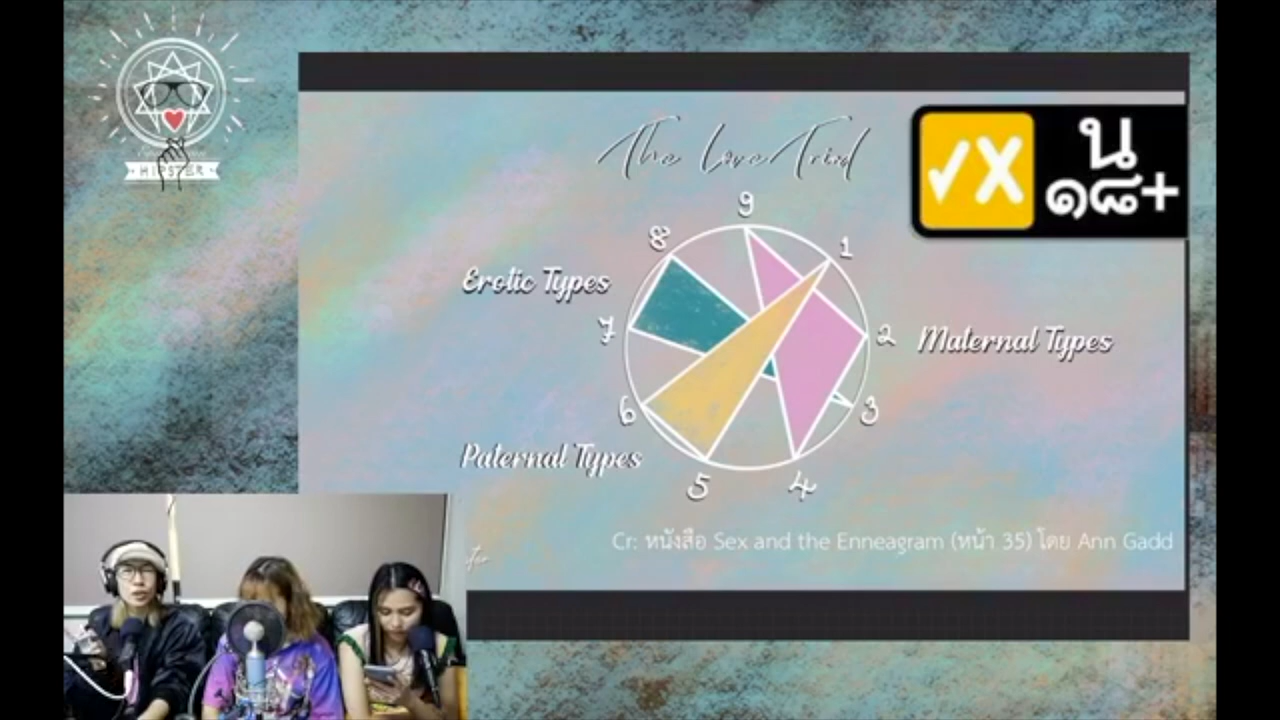 HIPSTER
The Love Triad
น
๑๘+
9
8
1
Erotic Types
7
2
Maternal Types
6
3
Paternal Types
5
4
Cr: หนังสือ Sex and the Enneagram (หน้า 35) โดย Ann Gadd